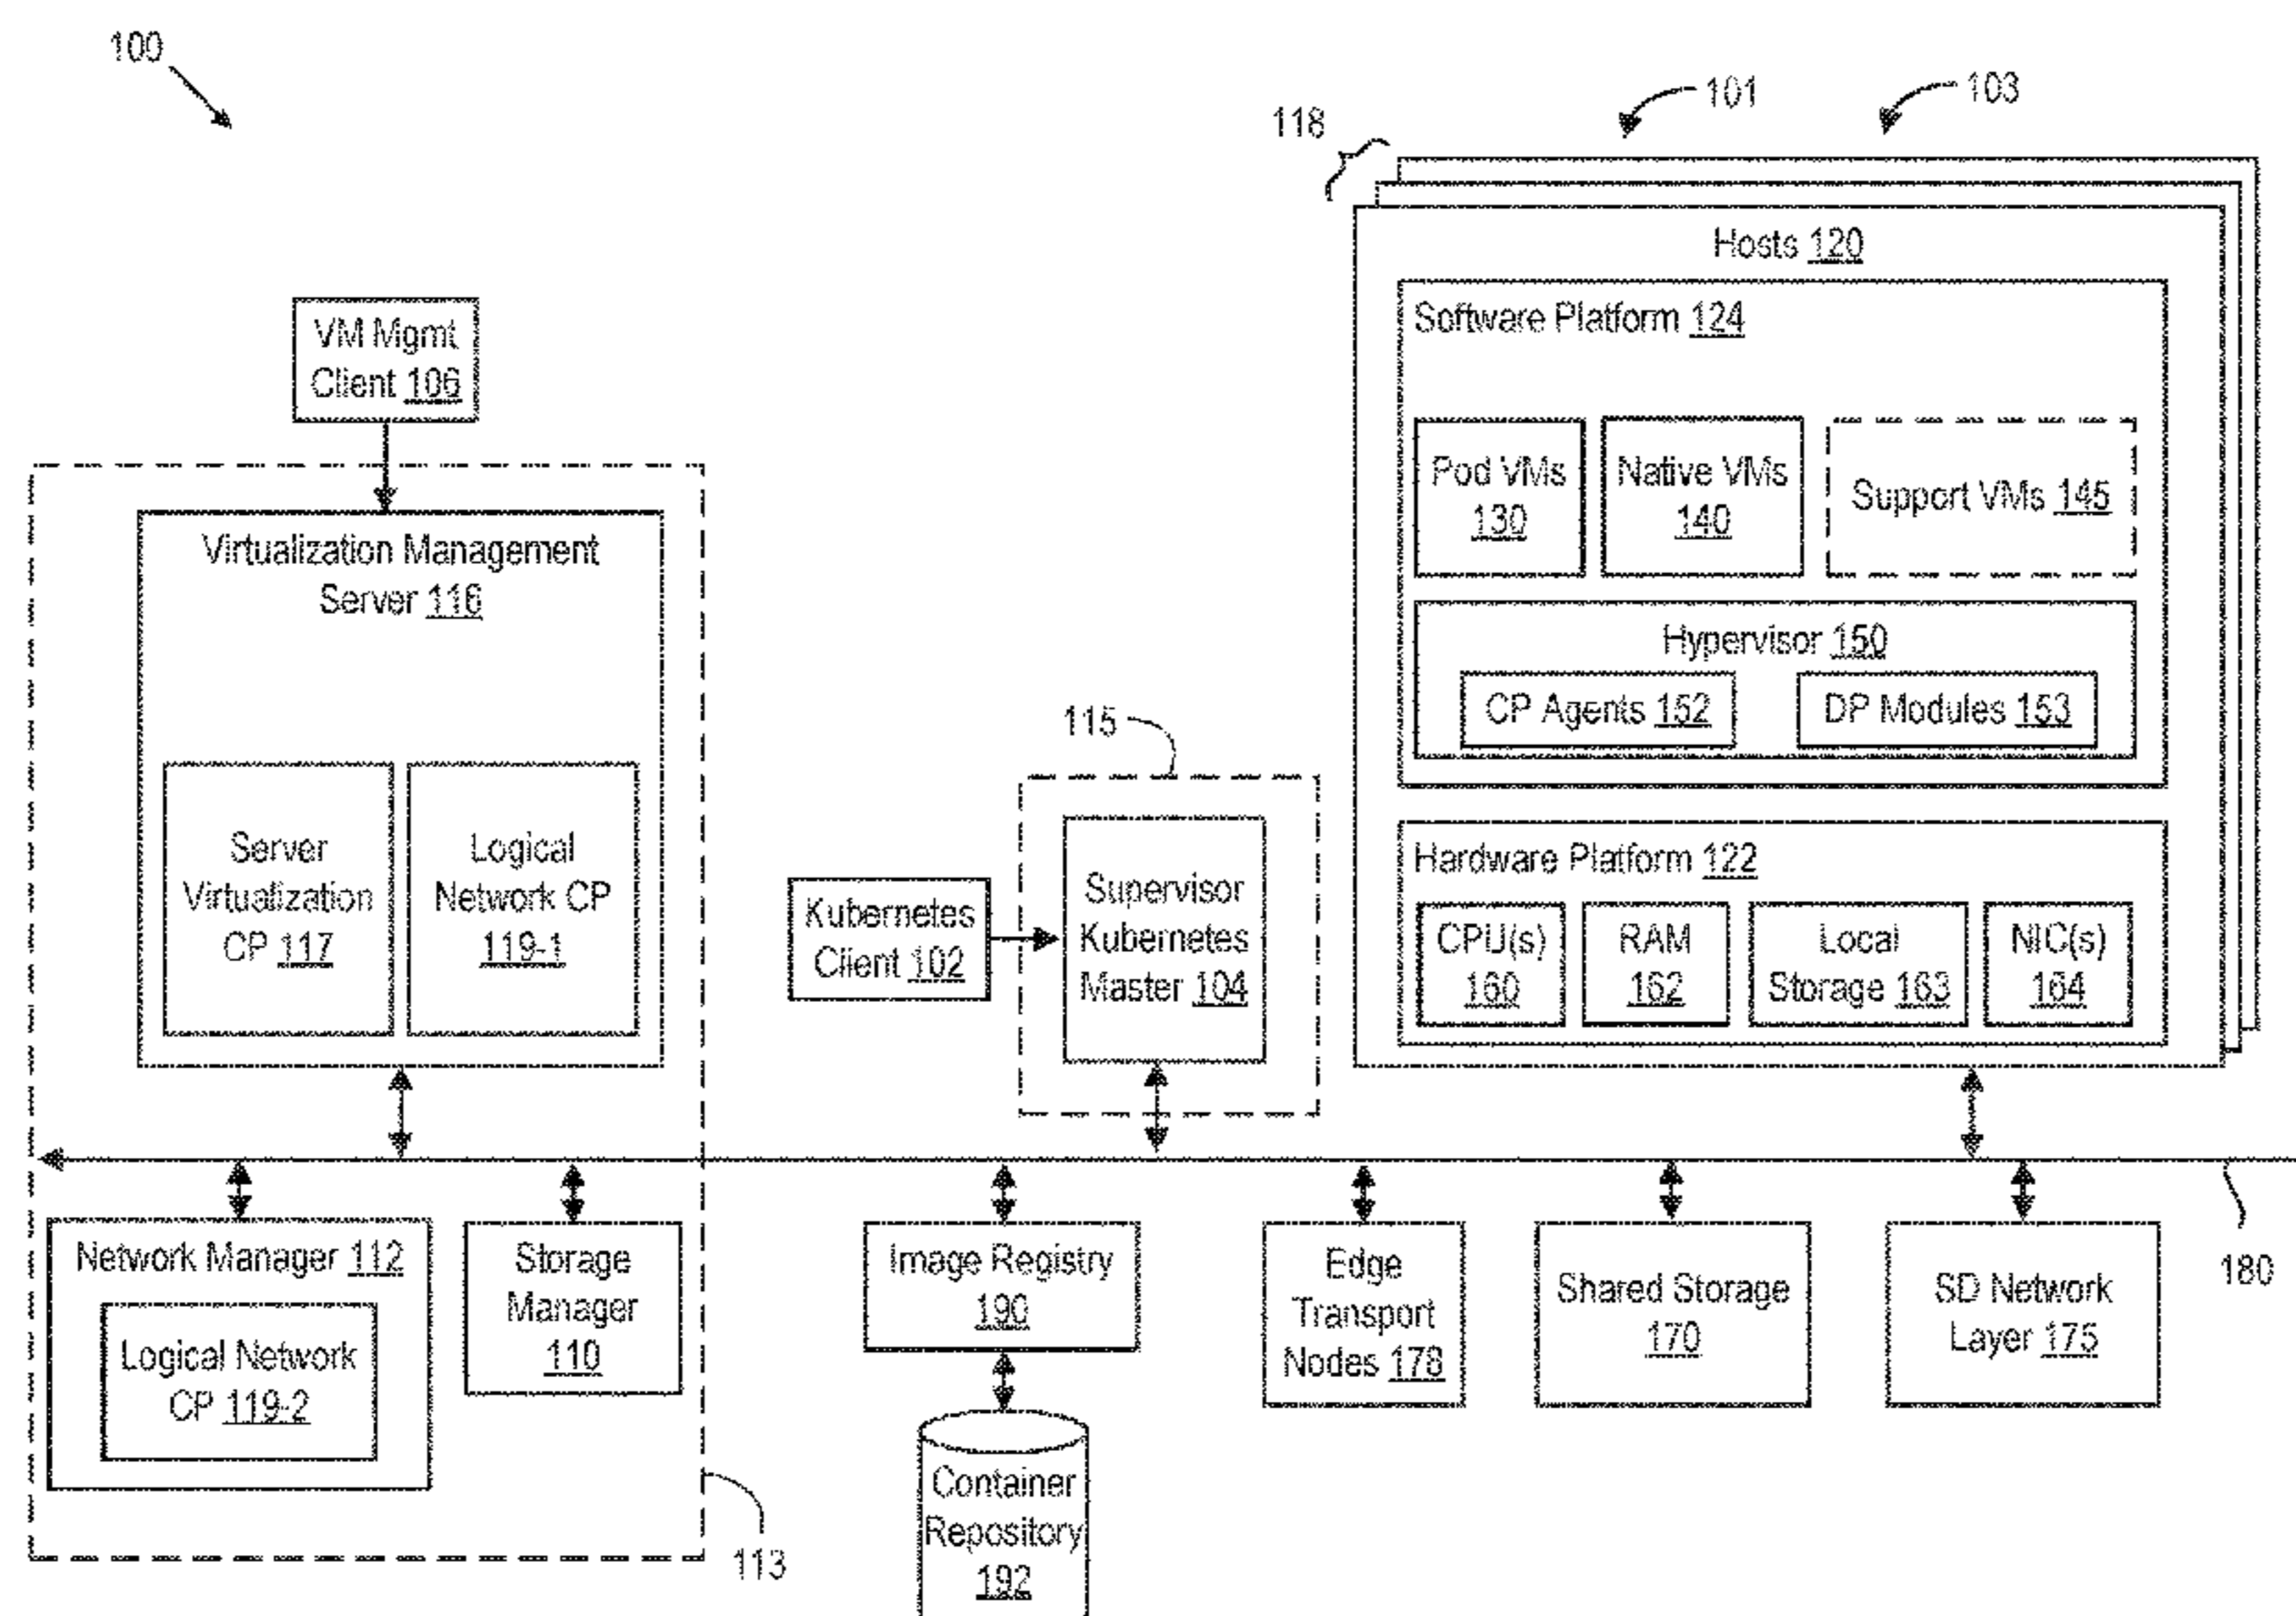 100
101
103
118
Hosts 120
Software Platform 124
VM Mgmt
Client 106
Pod VMs
130
Native VMs
140
Support VMs 145
Virtualization Management
Server 116
Hypervisor 150
CP Agents 152
DP Modules 153
115
Server
Virtualization
CP 117
Logical
Network CP
119-1
Kubernetes
Client 102
Supervisor
Kubernetes
Master 104
Hardware Platform 122
CPU(s)
160
RAM
162
Local
Storage 163
NIC(s)
164
Network Manager 112
Logical Network
CP 119-2
Storage
Manager
110
Image Registry
190
Edge
Transport
Nodes 178
Shared Storage
170
SD Network
Layer 175
180
Container
Repository
192
113